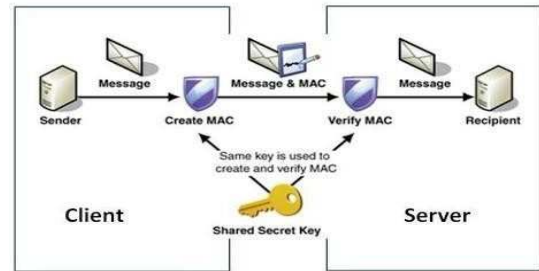 Message
Message & MAC
Message
Sender
Create MAC
Verify MAC
Recipient
Same key is used to
create and verify MAC
Client
Server
Shared Secret Key